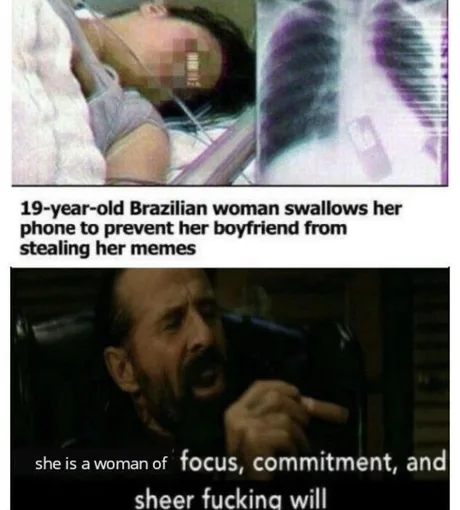 19-year-old Brazilian woman swallows her
phone to prevent her boyfriend from
stealing her memes
she is a woman of focus, commitment, and
sheer fucking will